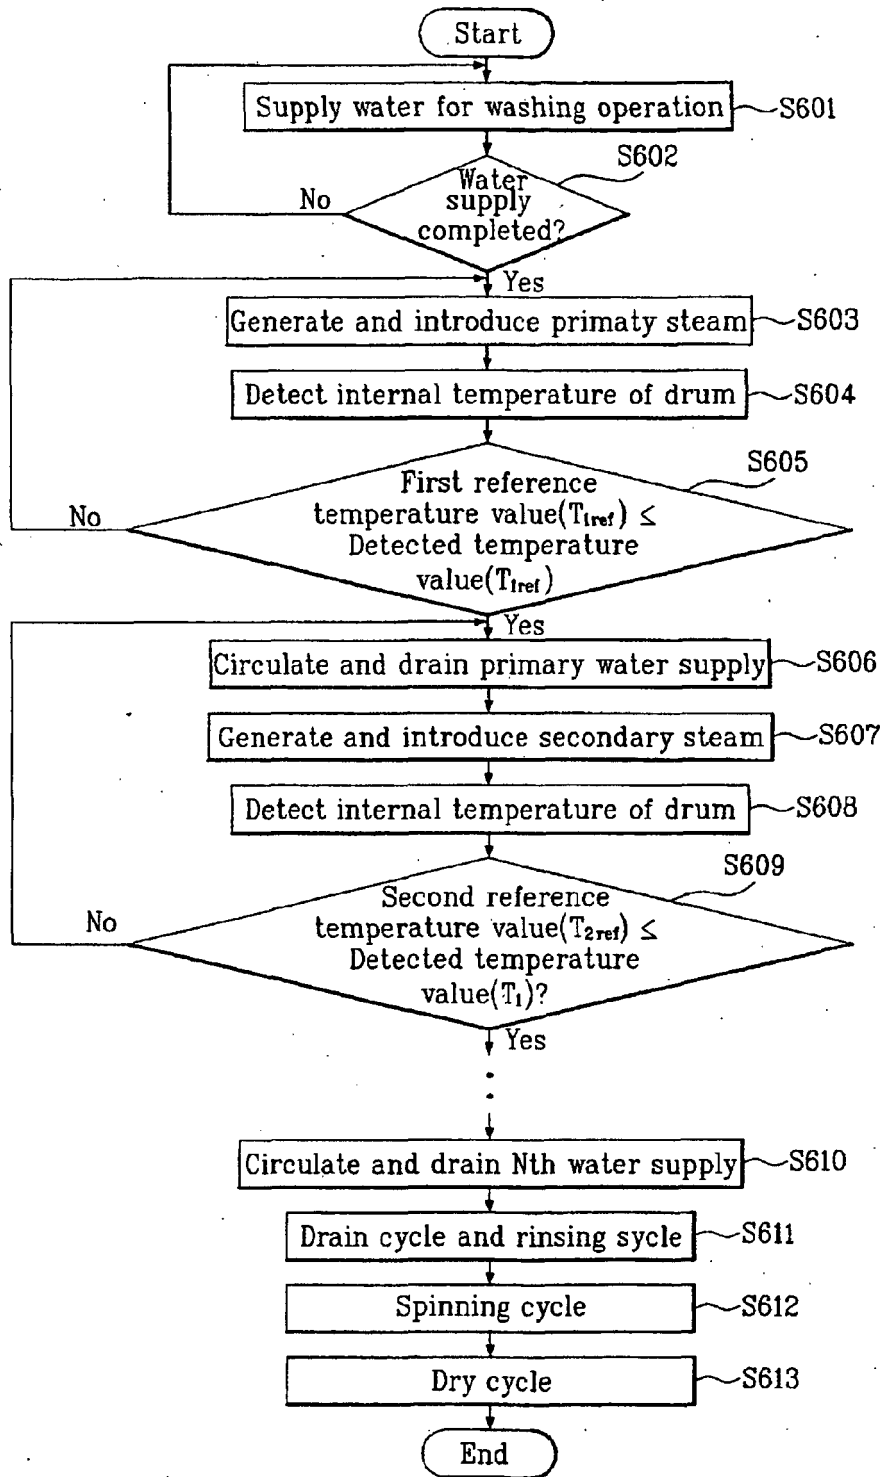 Start
Supply water for washing operation
S601
S602
Water
supply
completed?
No
Yes
Generate and introduce primaty steam
S603
Detect internal temperature of drum
S604
S605
First reference
temperature value(T1ref) ≤
Detected temperature
value(T1ref)
No
Yes
Circulate and drain primary water supply
S606
Generate and introduce secondary steam
S607
Detect internal temperature of drum
S608
S609
Second reference
temperature value(T2ref) ≤
Detected temperature
value(T1)?
No
Yes
Circulate and drain Nth water supply
S610
Drain cycle and rinsing sycle
S611
Spinning cycle
S612
Dry cycle
S613
End